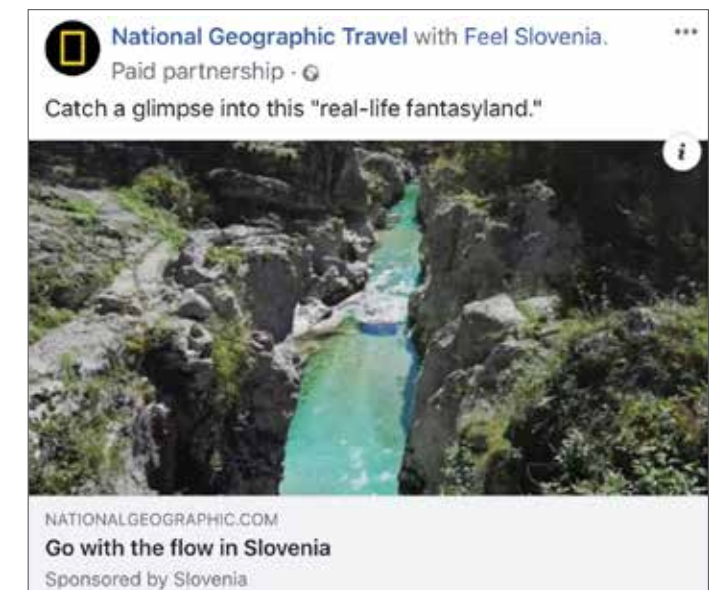 National Geographic Travel with Feel Slovenia.
Paid partnership ·
Catch a glimpse into this "real-life fantasyland."
i
NATIONALGEOGRAPHIC.COM
Go with the flow in Slovenia
Sponsored by Slovenia